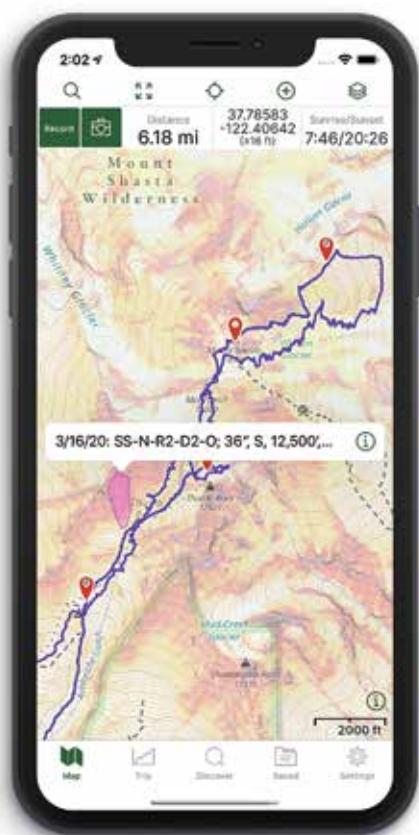 2:02
Record
Distance
6.18 mi
37.78583
-122.40642
(±16 ft)
Sunrise/Sunset
7:46/20:26
Mount
Shasta
Wilderness
Whitney Glacier
Hotlum Glacier
3/16/20: SS-N-R2-D2-O; 36", S, 12,500',...
Mud Creek
Glacier
2000 ft
Map
Trip
Discover
Saved
Settings